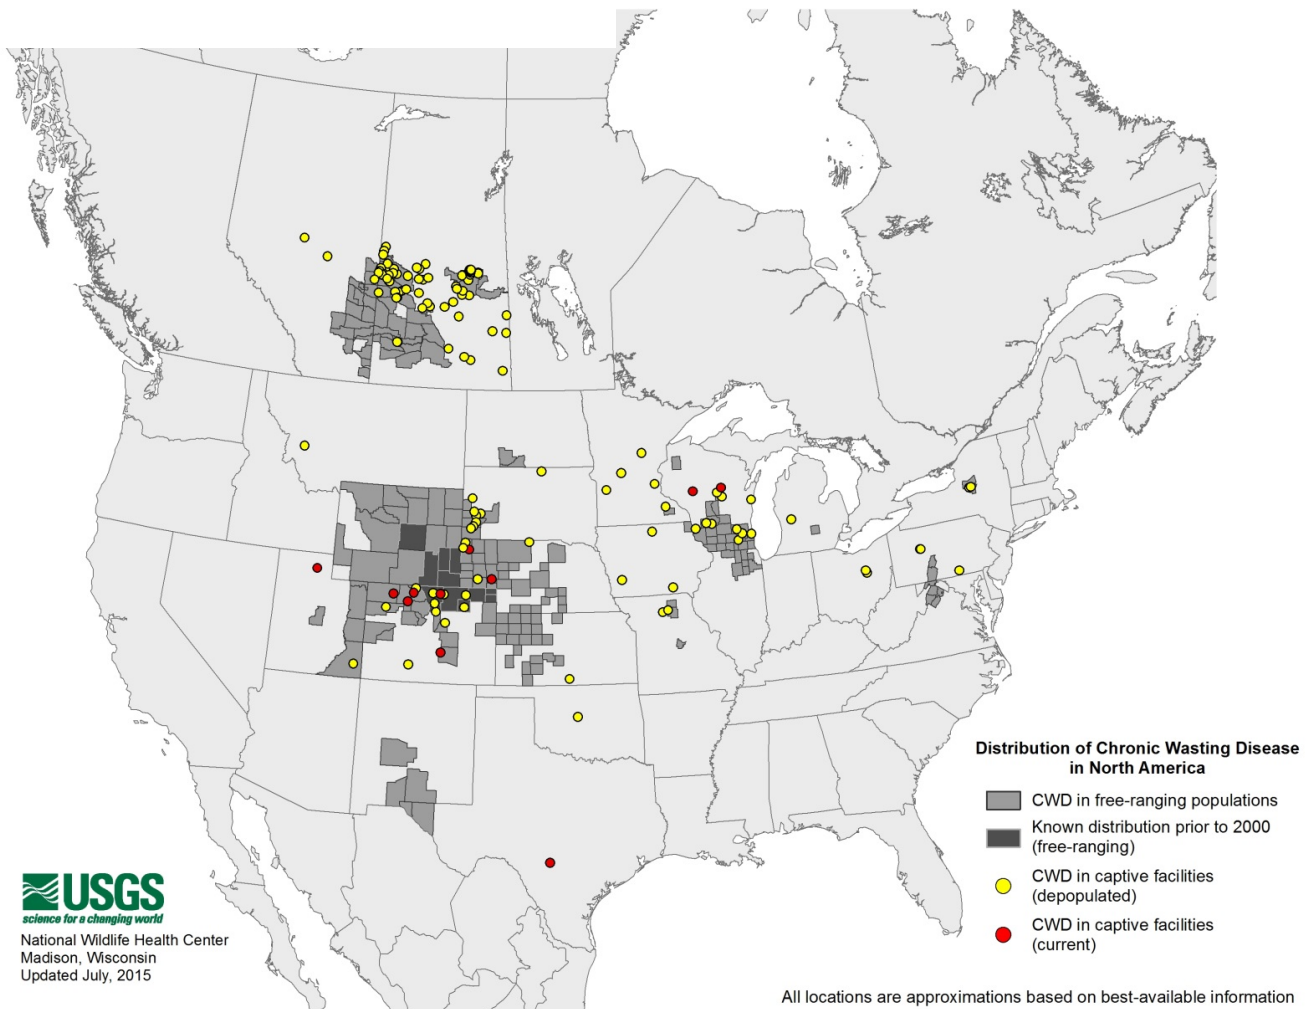 Distribution of Chronic Wasting Disease
in North America
CWD in free-ranging populations
Known distribution prior to 2000
(free-ranging)
CWD in captive facilities
(depopulated)
CWD in captive facilities
(current)
USGS
science for a changing world
National Wildlife Health Center
Madison, Wisconsin
Updated July, 2015
All locations are approximations based on best-available information